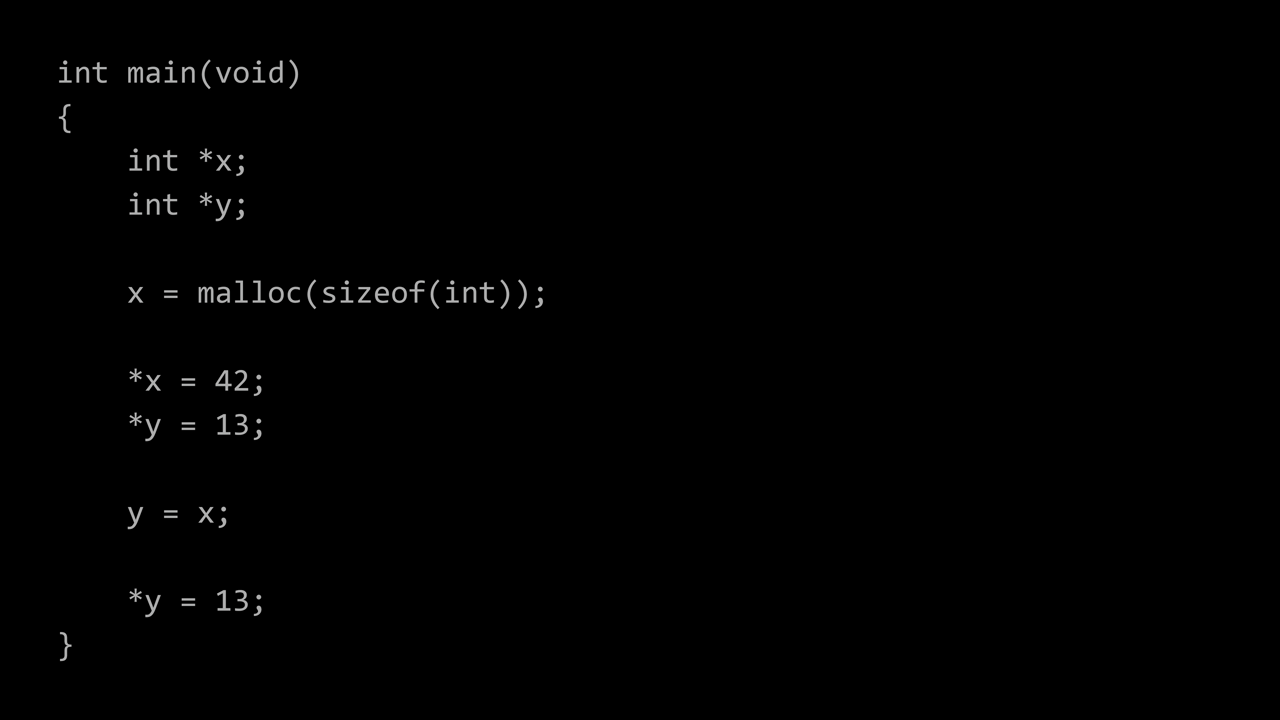 int main(void)
{
    int *x;
    int *y;

    x = malloc(sizeof(int));

    *x = 42;
    *y = 13;

    y = x;

    *y = 13;
}